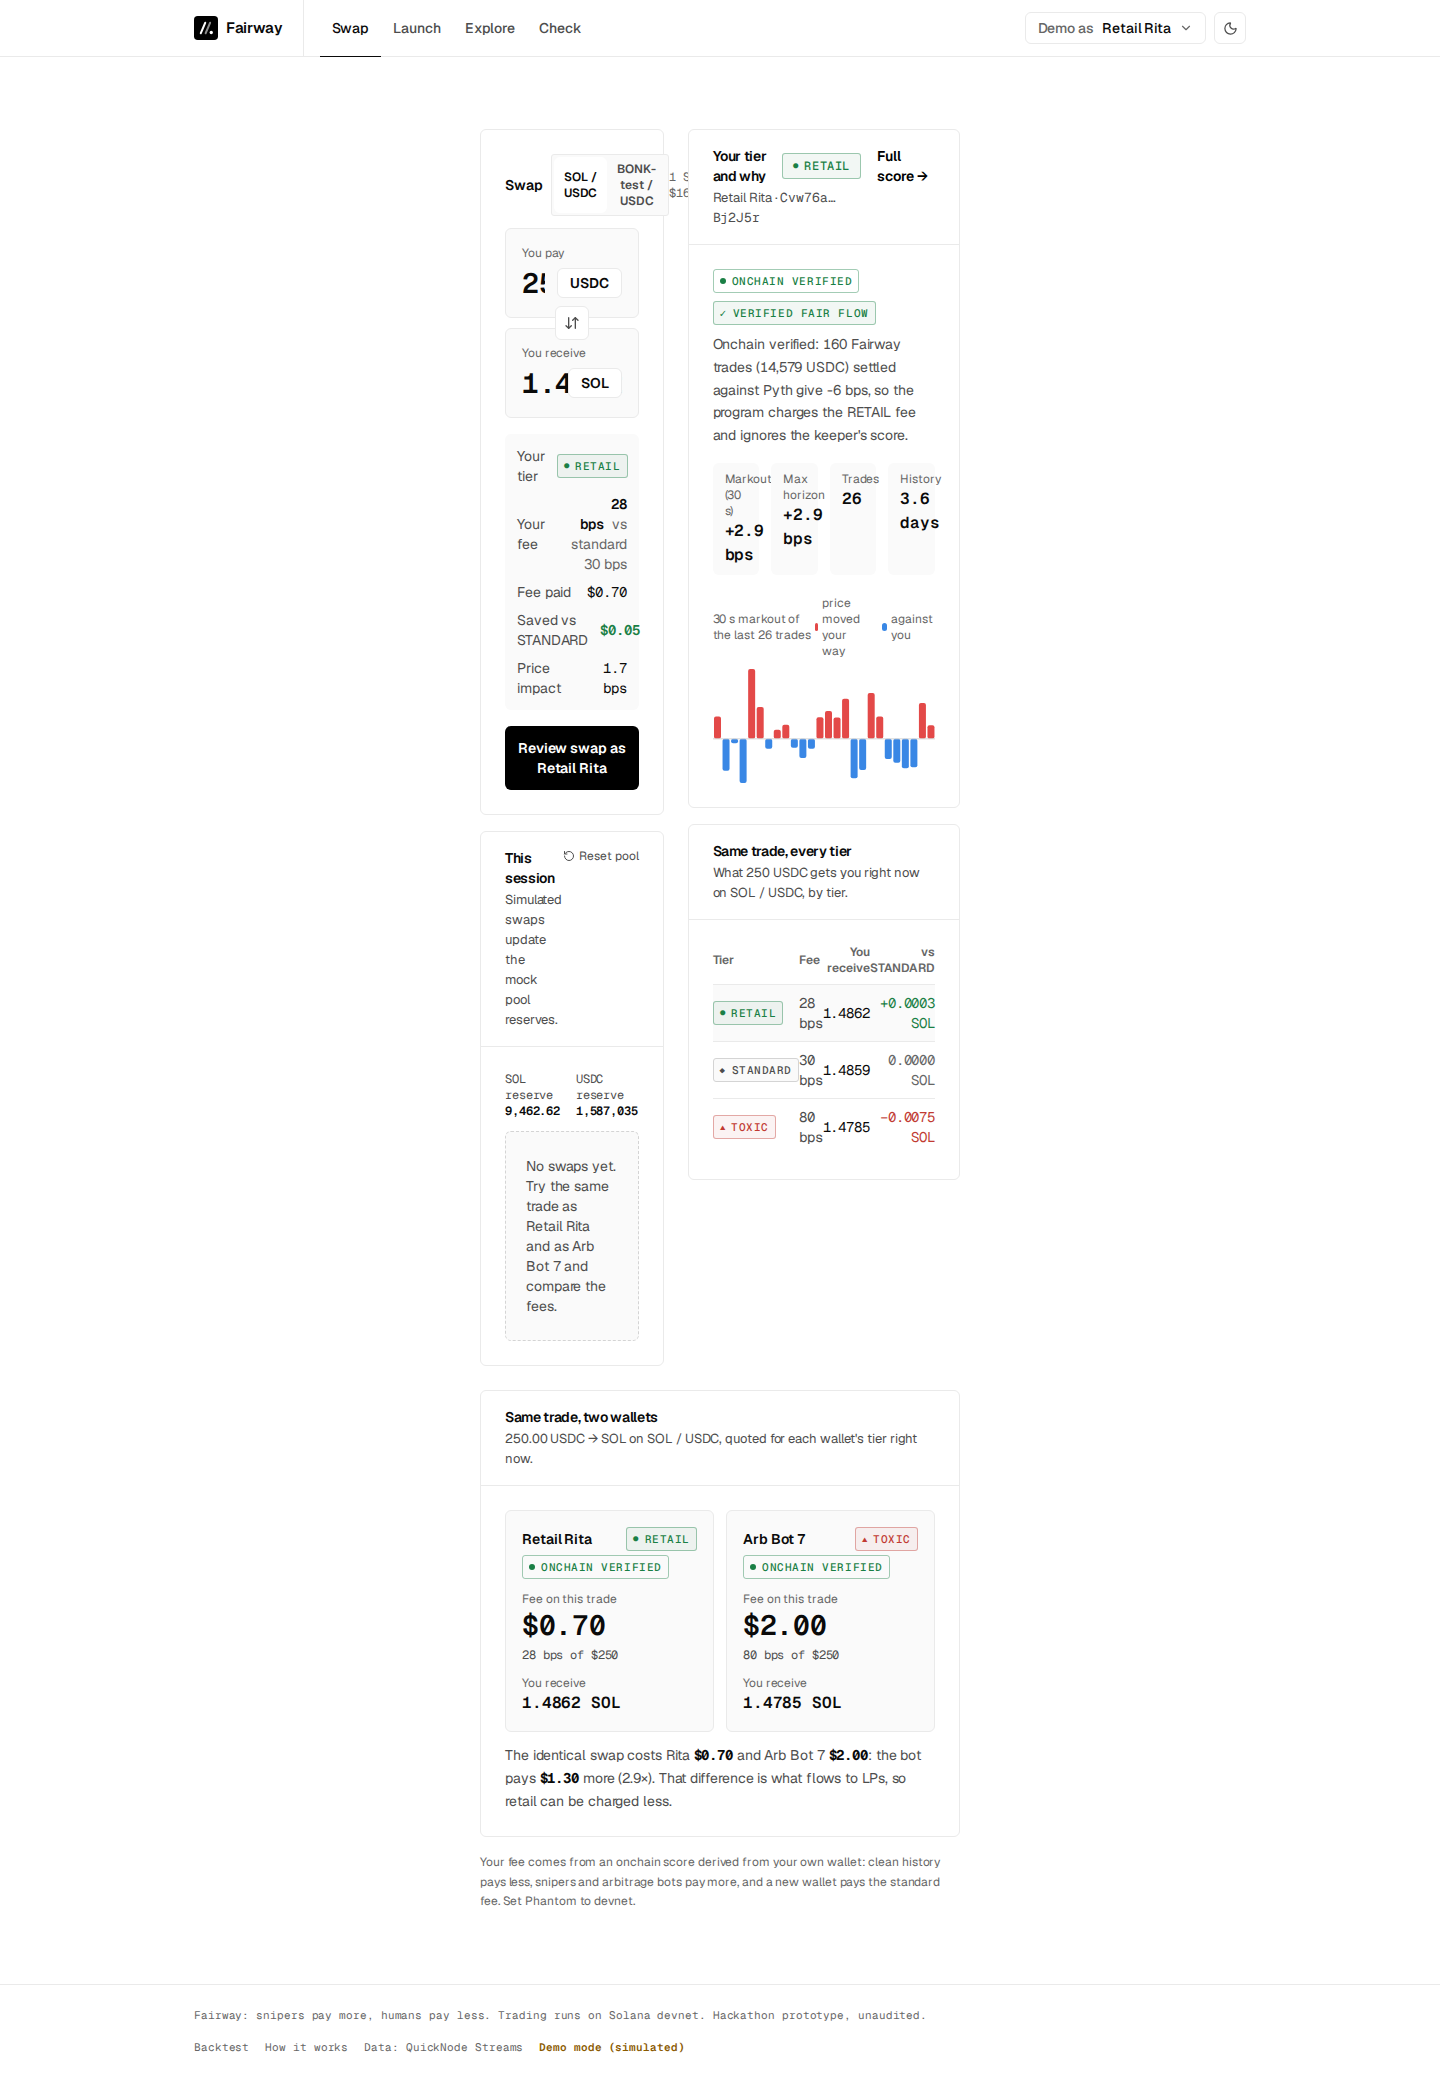 Fairway
Swap
Launch
Explore
Check
Demo as Retail Rita
Swap
SOL /
USDC
BONK-
test /
USDC
You pay
USDC
You receive
1.4
SOL
Your
tier
RETAIL
Your
fee
28
bps vs
standard
30 bps
Fee paid $0.70
Saved vs
STANDARD
$0.05
Price
impact
1.7
bps
Review swap as
Retail Rita
Your tier
and why
RETAIL
Full
score →
Retail Rita · Cvw76a…
Bj2J5r
ONCHAIN VERIFIED
✓ VERIFIED FAIR FLOW
Onchain verified: 160 Fairway
trades (14,579 USDC) settled
against Pyth give -6 bps, so the
program charges the RETAIL fee
and ignores the keeper's score.
Markout
(30
s)
+2.9
bps
Max
horizon
+2.9
bps
Trades
26
History
3.6
days
30 s markout of
the last 26 trades
price
moved
your
way
against
you
This
session
Reset pool
Simulated
swaps
update
the
mock
pool
reserves.
SOL
reserve
9,462.62
USDC
reserve
1,587,035
No swaps yet.
Try the same
trade as
Retail Rita
and as Arb
Bot 7 and
compare the
fees.
Same trade, every tier
What 250 USDC gets you right now
on SOL / USDC, by tier.
Tier
Fee
You
receive
vs
STANDARD
RETAIL
28
bps
1.4862
+0.0003
SOL
STANDARD
30
bps
1.4859
0.0000
SOL
TOXIC
80
bps
1.4785
−0.0075
SOL
Same trade, two wallets
250.00 USDC → SOL on SOL / USDC, quoted for each wallet's tier right
now.
Retail Rita
RETAIL
ONCHAIN VERIFIED
Fee on this trade
$0.70
28 bps of $250
You receive
1.4862 SOL
Arb Bot 7
TOXIC
ONCHAIN VERIFIED
Fee on this trade
$2.00
80 bps of $250
You receive
1.4785 SOL
The identical swap costs Rita $0.70 and Arb Bot 7 $2.00: the bot
pays $1.30 more (2.9×). That difference is what flows to LPs, so
retail can be charged less.
Your fee comes from an onchain score derived from your own wallet: clean history
pays less, snipers and arbitrage bots pay more, and a new wallet pays the standard
fee. Set Phantom to devnet.
Fairway: snipers pay more, humans pay less. Trading runs on Solana devnet. Hackathon prototype, unaudited.
Backtest How it works Data: QuickNode Streams Demo mode (simulated)